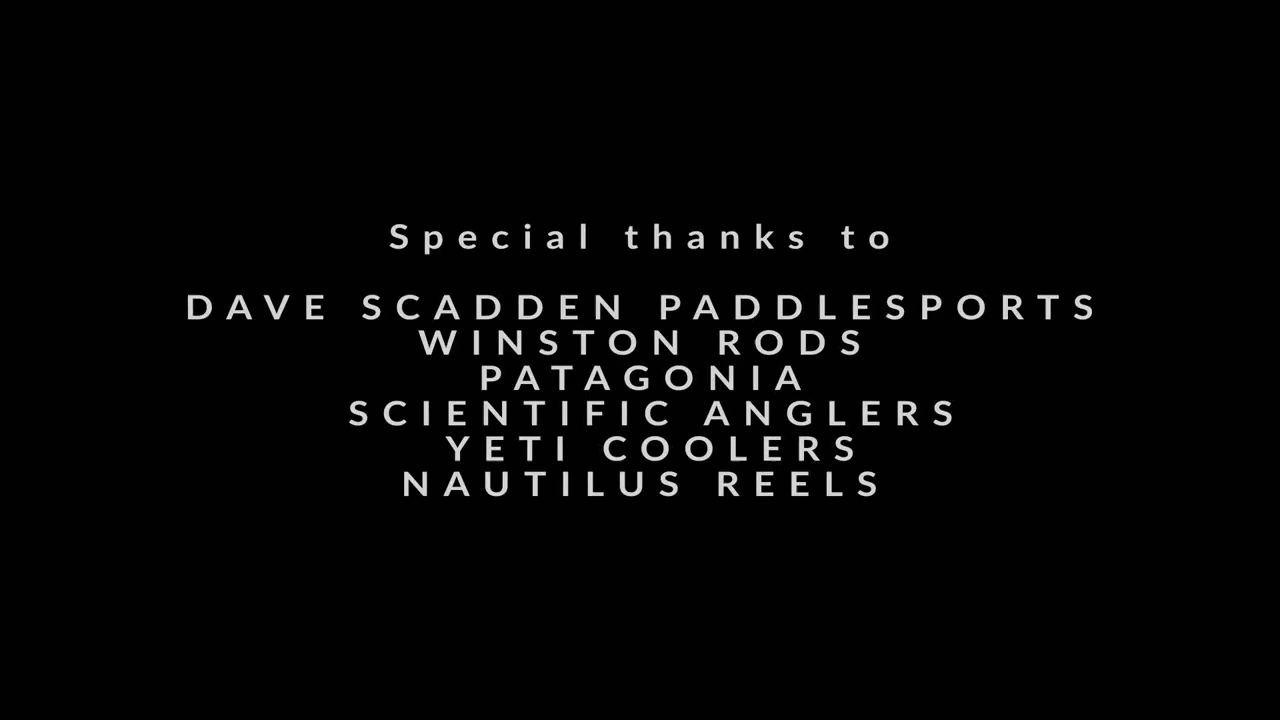 Special thanks to
DAVE SCADDEN PADDLESPORTS
WINSTON RODS
PATAGONIA
SCIENTIFIC ANGLERS
YETI COOLERS
NAUTILUS REELS